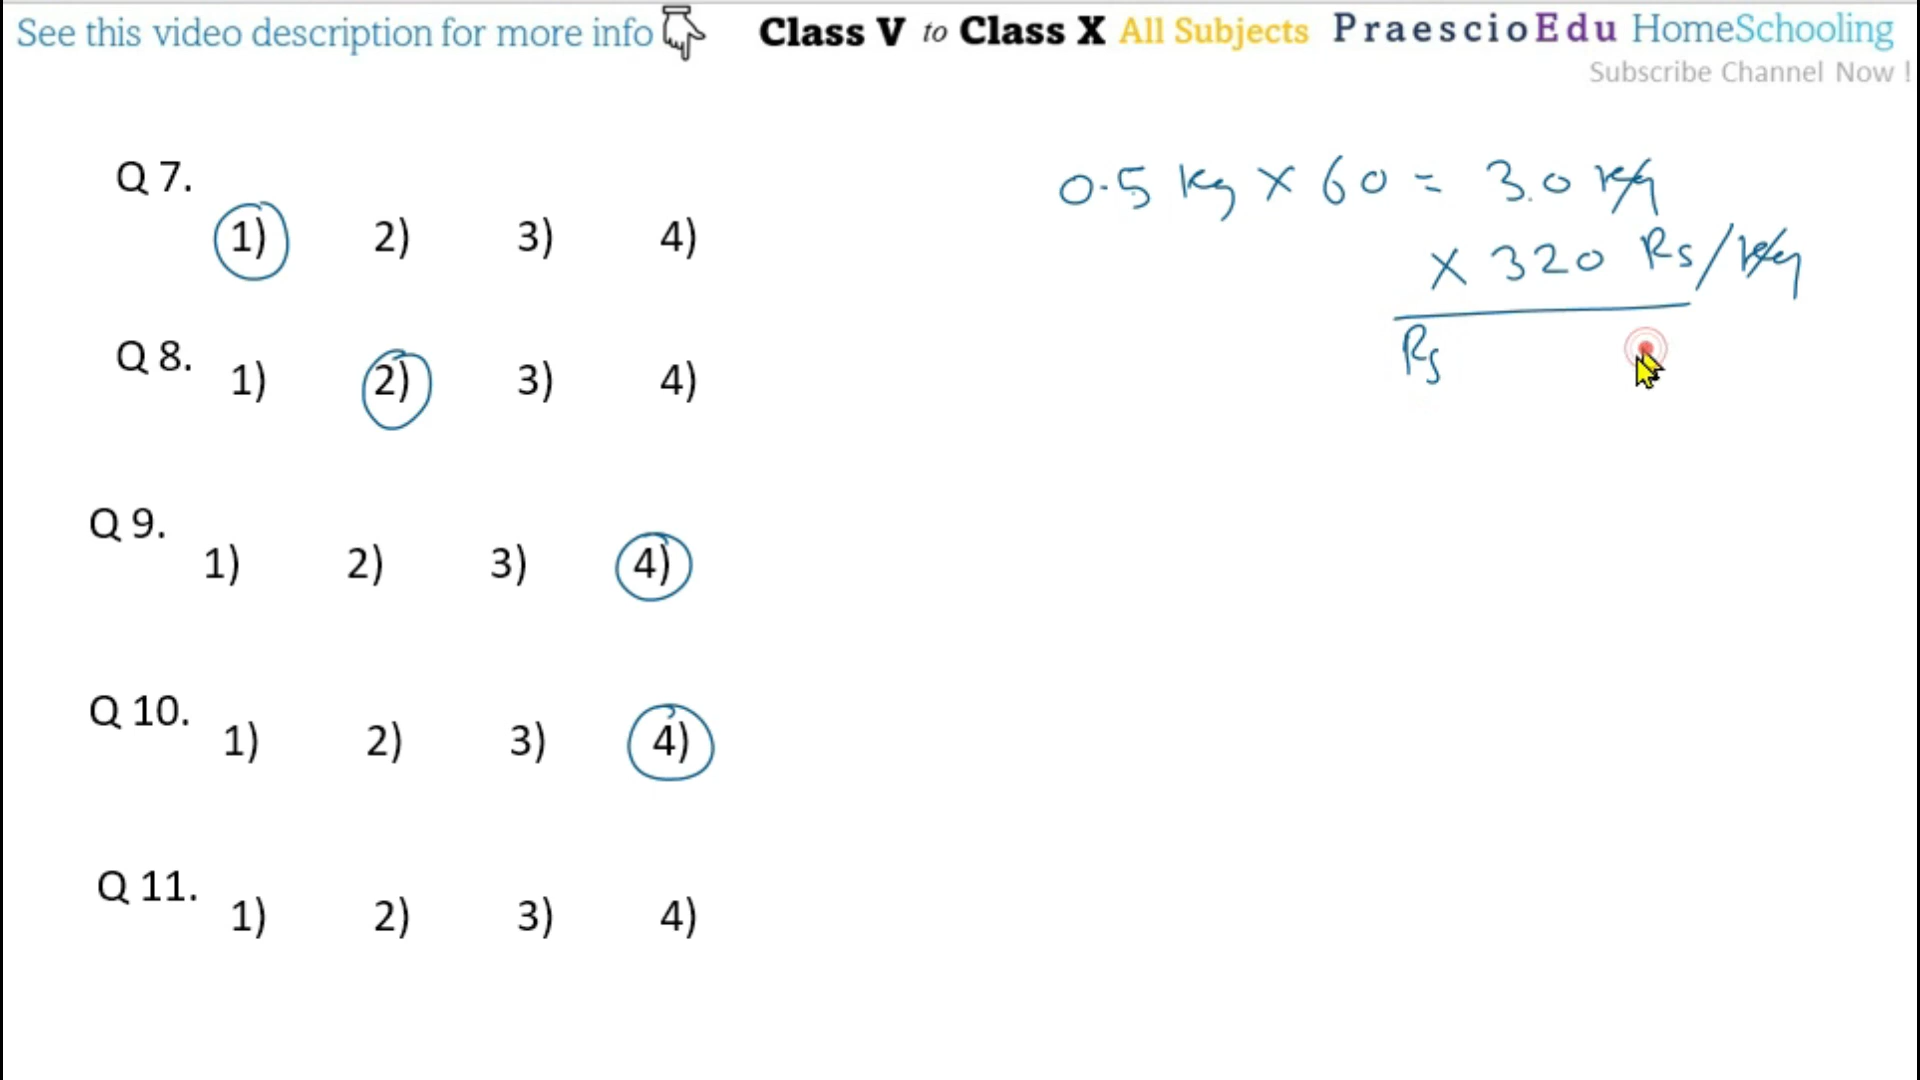 See this video description for more info Class V to Class X All Subjects PraescioEdu HomeSchooling
Subscribe Channel Now !
Q 7.
1) 2) 3) 4)
Q 8.
1) 2) 3) 4)
Q 9.
1) 2) 3) 4)
Q 10.
1) 2) 3) 4)
Q 11.
1) 2) 3) 4)
0.5 kg × 60 = 3.0 kg
× 320 Rs/kg
Rs